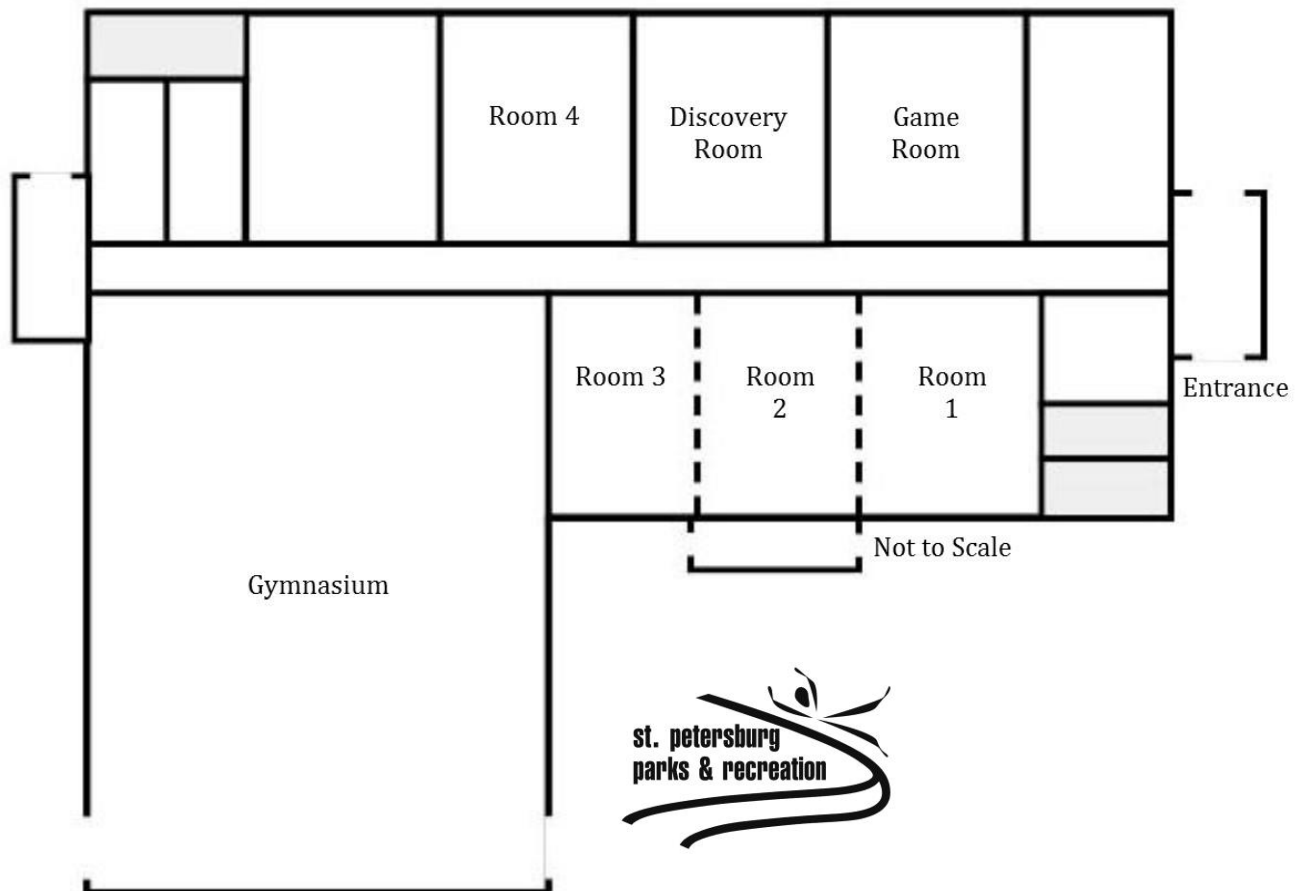 Room 4
Discovery
Room
Game
Room
Room 3
Room
2
Room
1
Entrance
Not to Scale
Gymnasium
st. petersburg
parks & recreation